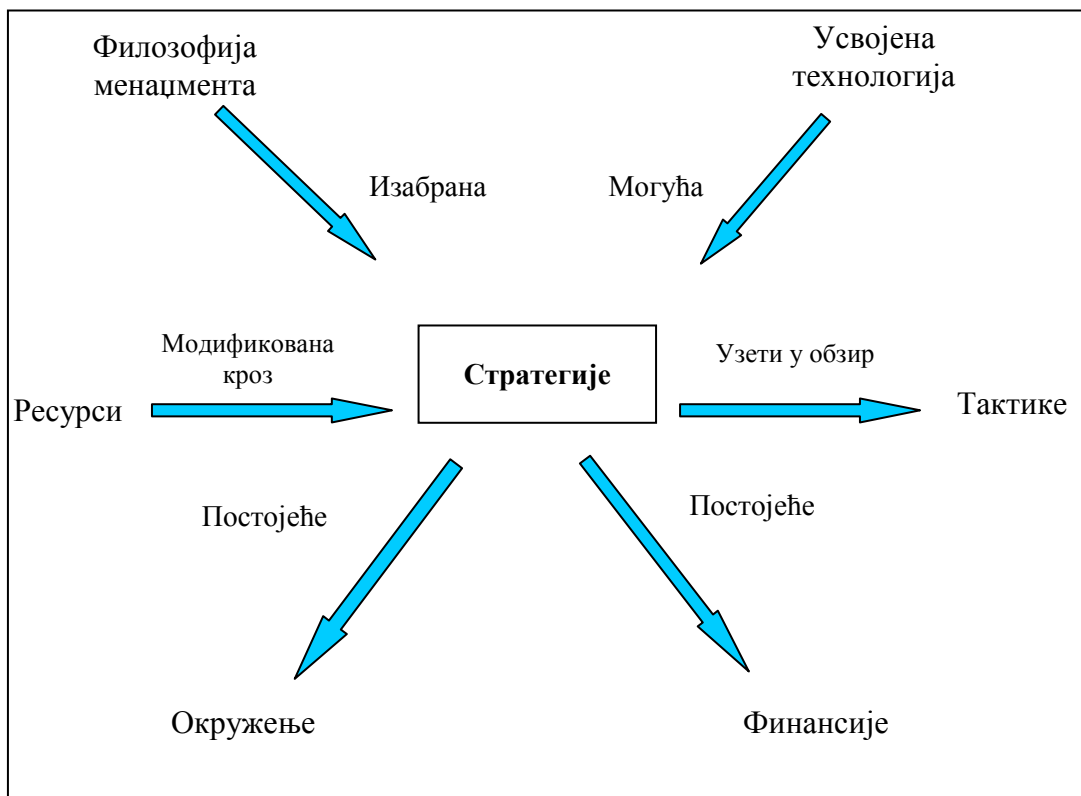 Филозофија
менаџмента
Усвојена
технологија
Изабрана
Могућа
Модификована
кроз
Стратегије
Узети у обзир
Ресурси
Тактике
Постојеће
Постојеће
Окружење
Финансије